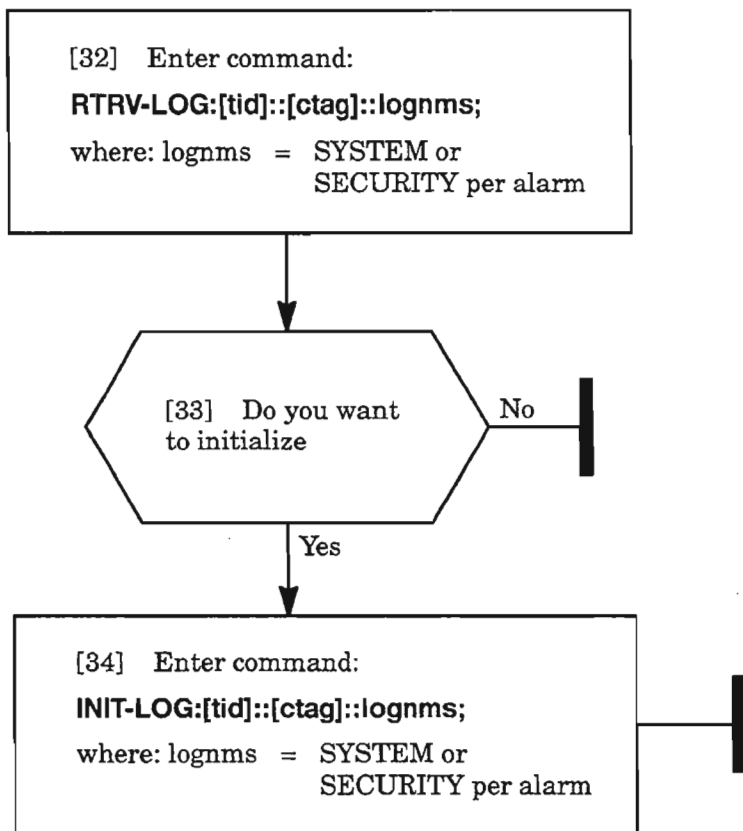 [32] Enter command:
RTRV-LOG:[tid]::[ctag]::lognms;
where: lognms = SYSTEM or
SECURITY per alarm
[33] Do you want
to initialize
No
Yes
[34] Enter command:
INIT-LOG:[tid]::[ctag]::lognms;
where: lognms = SYSTEM or
SECURITY per alarm